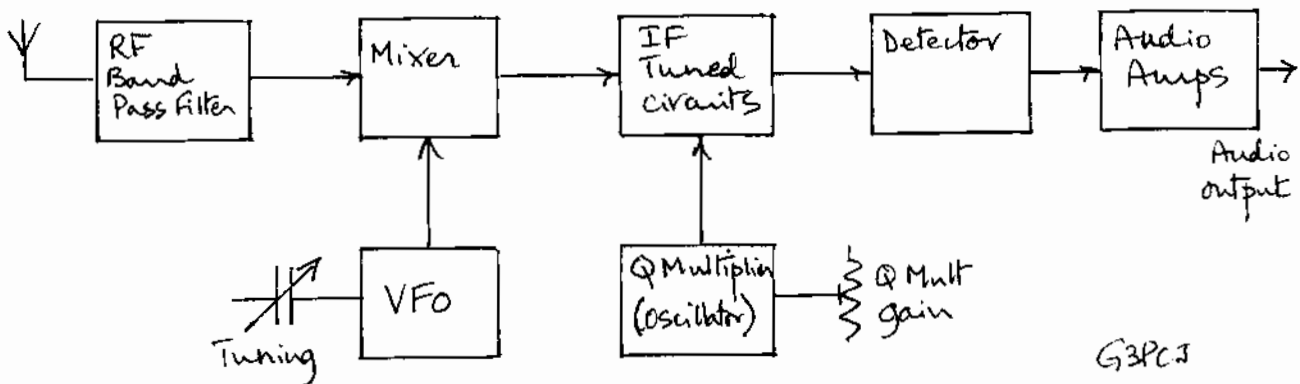 RF
Band
Pass Filter
Mixer
IF
Tuned
circuits
Detector
Audio
Amps
Audio
output
VFO
Tuning
Q Multiplier
(oscillator)
Q Mult
gain
G3PCJ